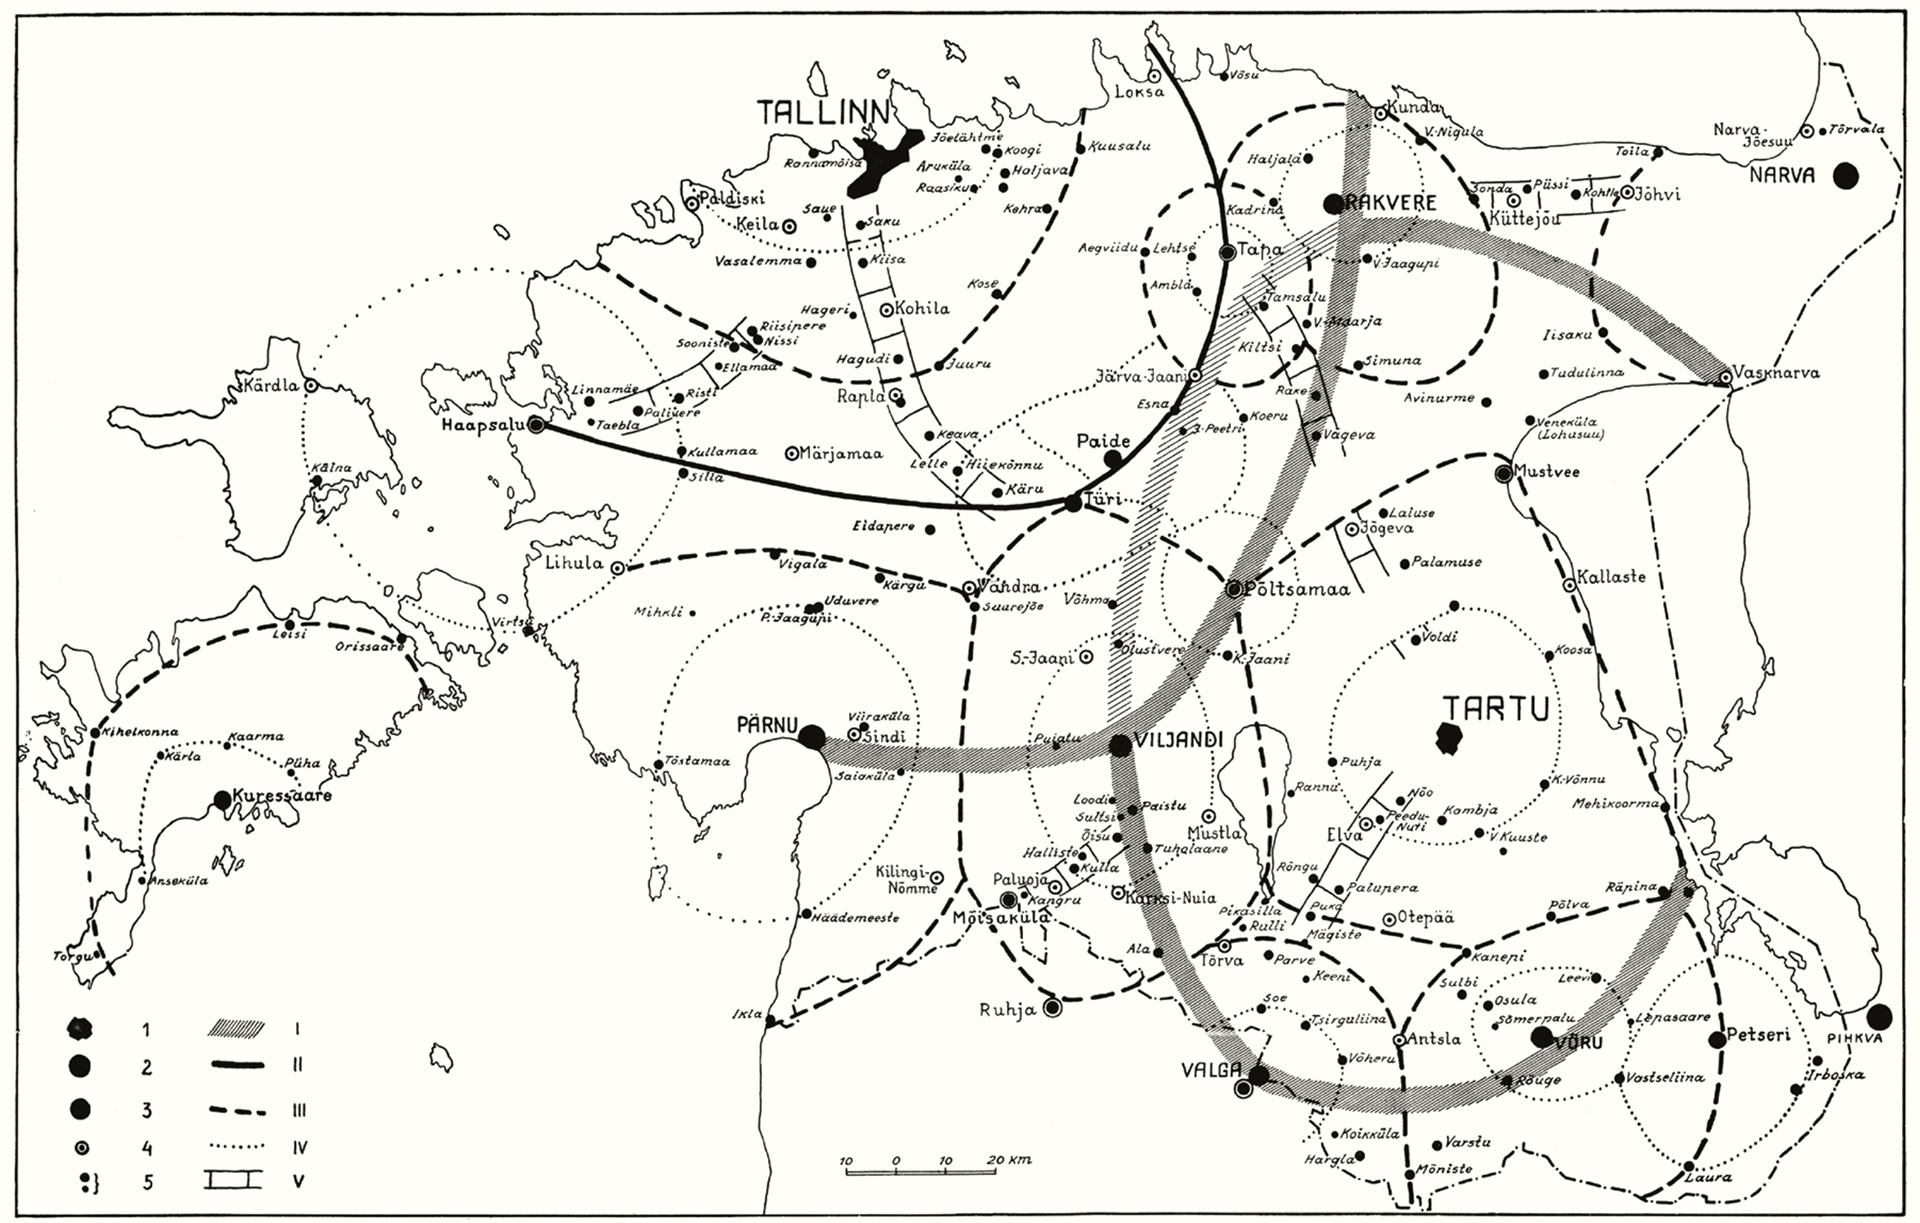 Võsu
Loksa
TALLINN
Kunda
V.-Nigula
Narva-
Jõesuu
Tõrvala
Jõelähtme
Koogi
Kuusalu
Rannamõisa
Aruküla
Haljava
Raasiku
Haljala
Toila
NARVA
Paldiski
Saue
Saku
Kehra
Keila
Kadrina
RAKVERE
Sonda
Püssi
Kohtla
Jõhvi
Küttejõu
Vasalemma
Kiisa
Aegviidu
Lehtse
Tapa
V.Jaagupi
Kose
Ambla
Tamsalu
Hageri
Kohila
V.-Maarja
Riisipere
Nissi
Sooniste
Iisaku
Kiltsi
Ellamaa
Hagudi
Juuru
Simuna
Kärdla
Linnamäe
Risti
Järva-Jaani
Tudulinna
Vasknarva
Rapla
Rake
Avinurme
Palivere
Esna
Koeru
Haapsalu
Taebla
J-Peetri
Veneküla
(Lohusuu)
Keava
Paide
Vägeva
Kullamaa
Märjamaa
Käina
Lelle
Hiiekõnnu
Mustvee
Silla
Käru
Türi
Laiuse
Eidapere
Jõgeva
Lihula
Vigala
Palamuse
Kärgu
Vändra
Põltsamaa
Kallaste
Mihkli
Uduvere
P.-Jaagupi
Suurejõe
Võhma
Virtsu
Leisi
Orissaare
Voldi
S.-Jaani
Olustvere
K.-Jaani
Koosa
Kihelkonna
Kaarma
PÄRNU
Viiraküla
Sindi
TARTU
Kärla
Püha
Pujatu
VILJANDI
Tõstamaa
Saiaküla
Puhja
K.-Võnnu
Kuressaare
Loodi
Paistu
Rannu
Nõo
Mehikoorma
Sultsi
Peedu-
Nuti
Kambja
Õisu
Mustla
Elva
V.Kuuste
Halliste
Tuhalaane
Anseküla
Kilingi-
Nõmme
Paluoja
Kulla
Rõngu
Palupera
Räpina
Kangru
Karksi-Nuia
Häädemeeste
Mõisaküla
Pikasilla
Puka
Otepää
Põlva
Rulli
Mägiste
Torgu
Ala
Tõrva
Parve
Kanepi
Keeni
Sulbi
Leevi
Ikla
Ruhja
Soe
Osula
Tsirguliina
Sõmerpalu
Lepasaare
Antsla
VÕRU
Petseri
PIHKVA
VALGA
Võheru
Rõuge
Vastseliina
Irboska
Koikküla
Varstu
Hargla
Mõniste
Laura
1 I
2 II
3 III
4 IV
5 V
10 0 10 20 KM